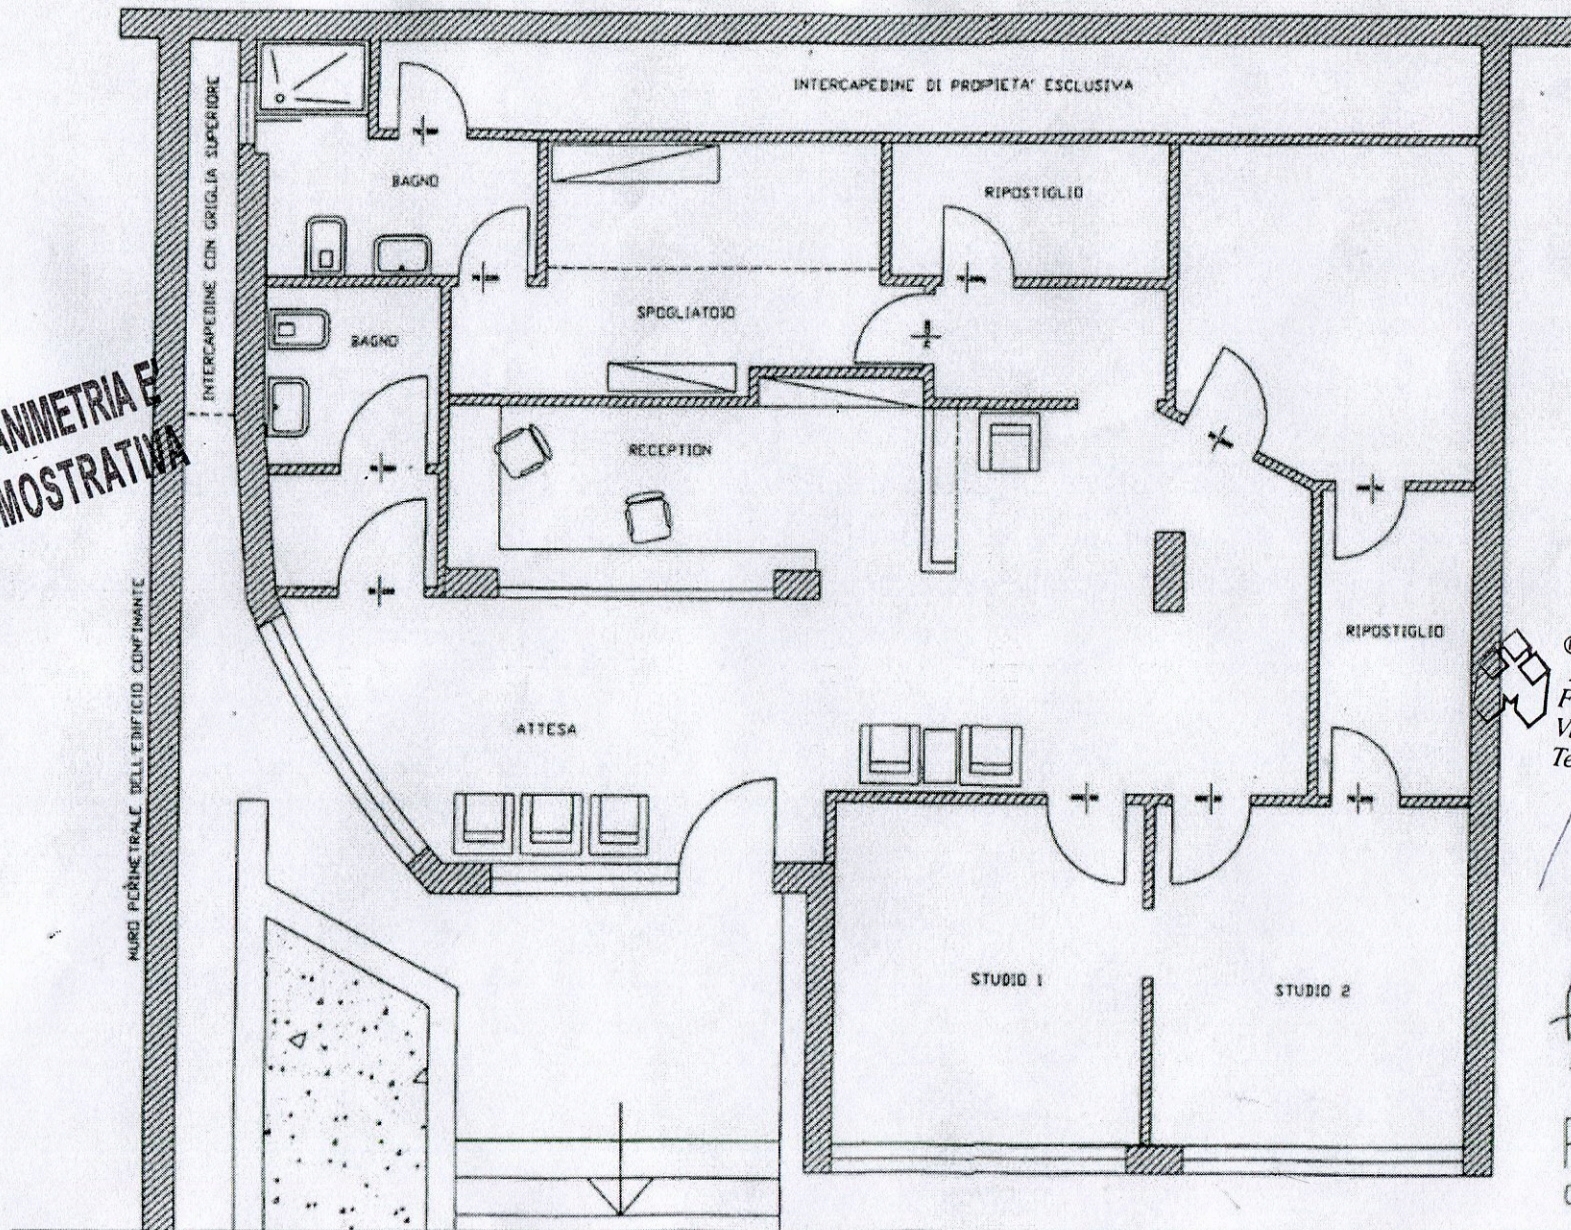 INTERCAPEDINE DI PROPIETA' ESCLUSIVA
INTERCAPEDINE CON GRIGLIA SUPERIORE
BAGNO
RIPOSTIGLIO
SPOGLIATOIO
BAGNO
ANIMETRIA E'
MOSTRATIVA
RECEPTION
RIPOSTIGLIO
MURO PERIMETRALE DELL'EDIFICIO CONFINANTE
ATTESA
STUDIO 1
STUDIO 2